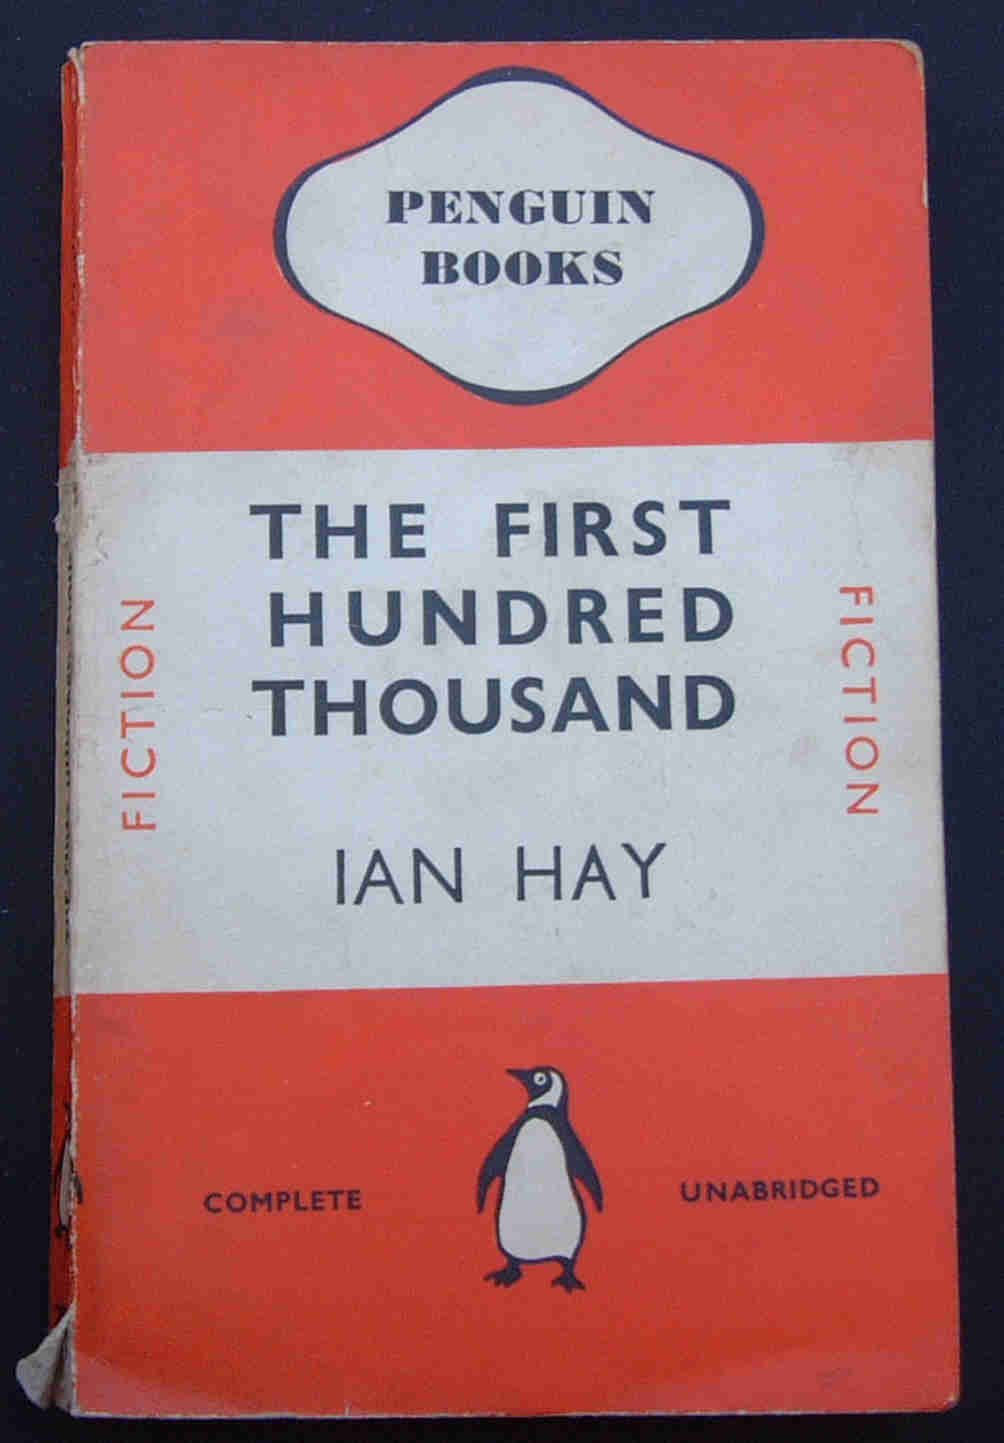 PENGUIN
BOOKS
THE FIRST
HUNDRED
THOUSAND
FICTION
FICTION
IAN HAY
COMPLETE
UNABRIDGED